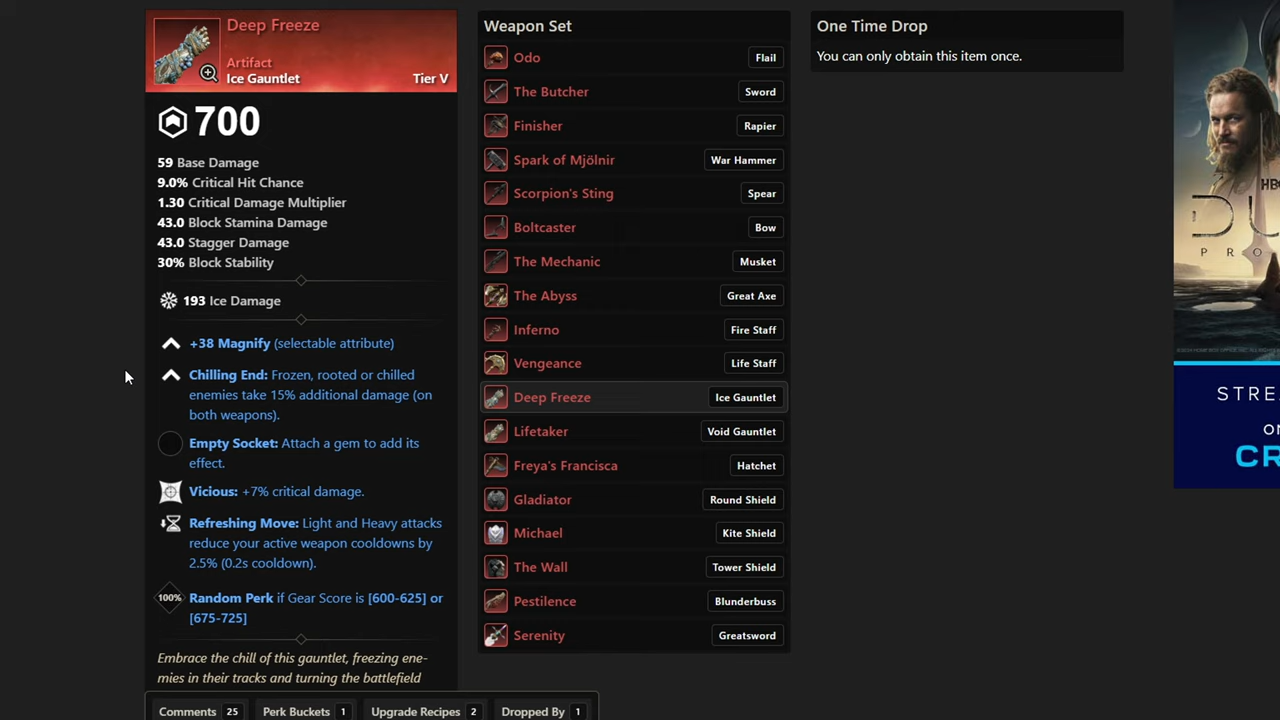 Deep Freeze
Artifact
Ice Gauntlet
Tier V
700
59 Base Damage
9.0% Critical Hit Chance
1.30 Critical Damage Multiplier
43.0 Block Stamina Damage
43.0 Stagger Damage
30% Block Stability
193 Ice Damage
+38 Magnify (selectable attribute)
Chilling End: Frozen, rooted or chilled
enemies take 15% additional damage (on
both weapons).
Empty Socket: Attach a gem to add its
effect.
Vicious: +7% critical damage.
Refreshing Move: Light and Heavy attacks
reduce your active weapon cooldowns by
2.5% (0.2s cooldown).
100%
Random Perk if Gear Score is [600-625] or
[675-725]
Embrace the chill of this gauntlet, freezing ene-
mies in their tracks and turning the battlefield
Comments 25
Perk Buckets 1
Upgrade Recipes 2
Dropped By 1
Weapon Set
Odo Flail
The Butcher Sword
Finisher Rapier
Spark of Mjölnir War Hammer
Scorpion's Sting Spear
Boltcaster Bow
The Mechanic Musket
The Abyss Great Axe
Inferno Fire Staff
Vengeance Life Staff
Deep Freeze Ice Gauntlet
Lifetaker Void Gauntlet
Freya's Francisca Hatchet
Gladiator Round Shield
Michael Kite Shield
The Wall Tower Shield
Pestilence Blunderbuss
Serenity Greatsword
One Time Drop
You can only obtain this item once.
HB
DU
PRO
STRE
O
CR